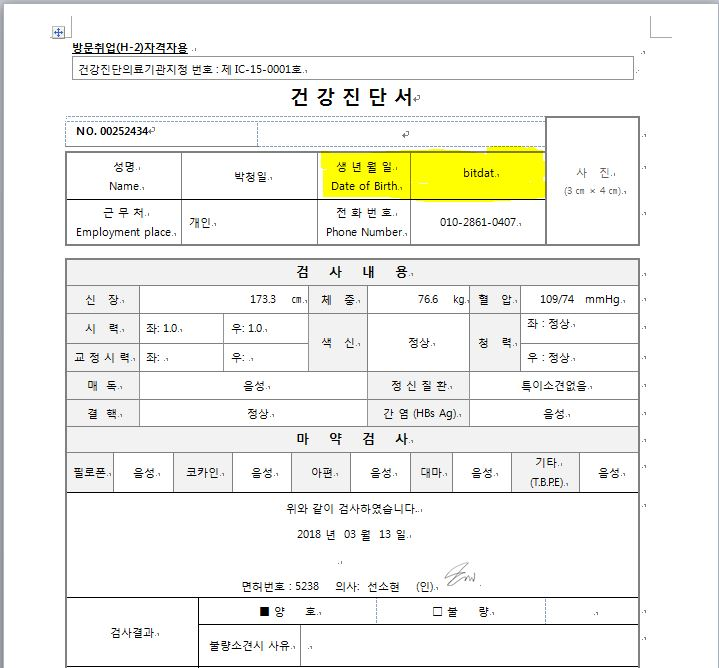 방문취업(H-2)자격자용
건강진단의료기관지정 번호 : 제 IC-15-0001호
건 강 진 단 서
NO. 00252434
성명 박청일 생 년 월 일 bitdat 사 진
Name Date of Birth (3 cm × 4 cm)
근 무 처 개인 전 화 번 호 010-2861-0407
Employment place Phone Number
검 사 내 용
신 장 173.3 cm 체 중 76.6 kg 혈 압 109/74 mmHg
시 력 좌: 1.0 우: 1.0 색 신 정상 청 력 좌 : 정상
교 정 시 력 좌: 우: 우 : 정상
매 독 음성 정 신 질 환 특이소견없음
결 핵 정상 간 염 (HBs Ag) 음성
마 약 검 사
필로폰 음성 코카인 음성 아편 음성 대마 음성 기타 음성
(T.B.P.E)
위와 같이 검사하였습니다
2018 년 03 월 13 일
면허번호 : 5238 의사: 선소현 (인)
검사결과 ■ 양 호 □ 불 량
불량소견시 사유